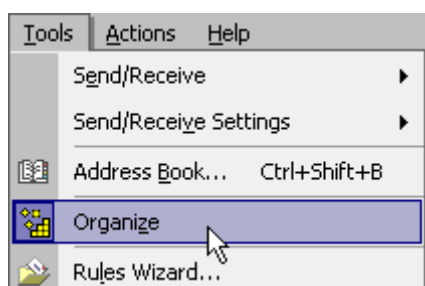 Tools Actions Help
Send/Receive
Send/Receive Settings
Address Book... Ctrl+Shift+B
Organize
Rules Wizard...